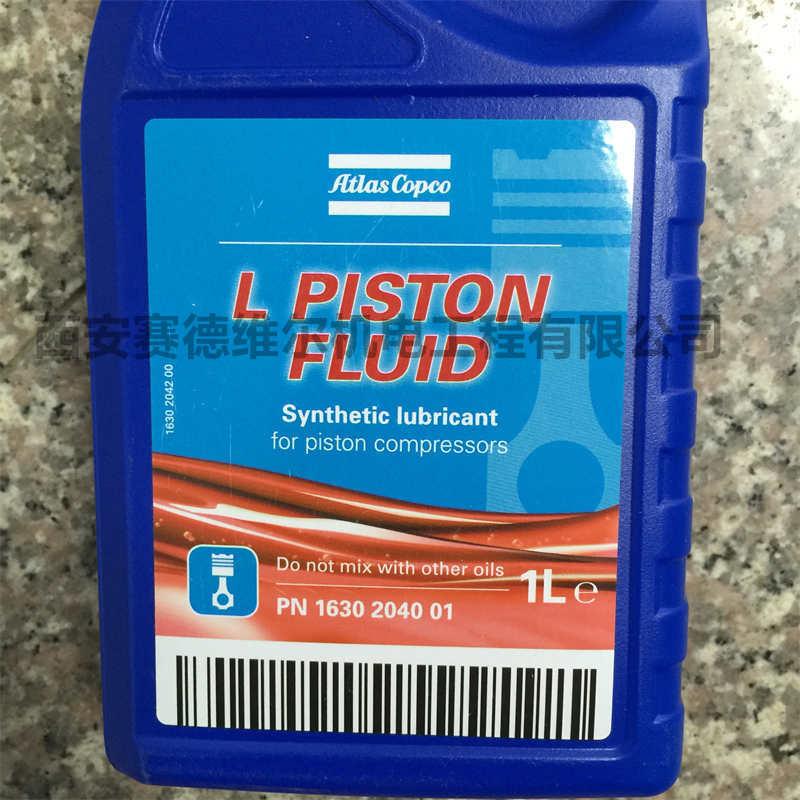 Atlas Copco
L PISTON
FLUID
西安赛德维尔机电工程有限公司
Synthetic lubricant
for piston compressors
1630 2042 00
Do not mix with other oils
1L ℮
PN 1630 2040 01